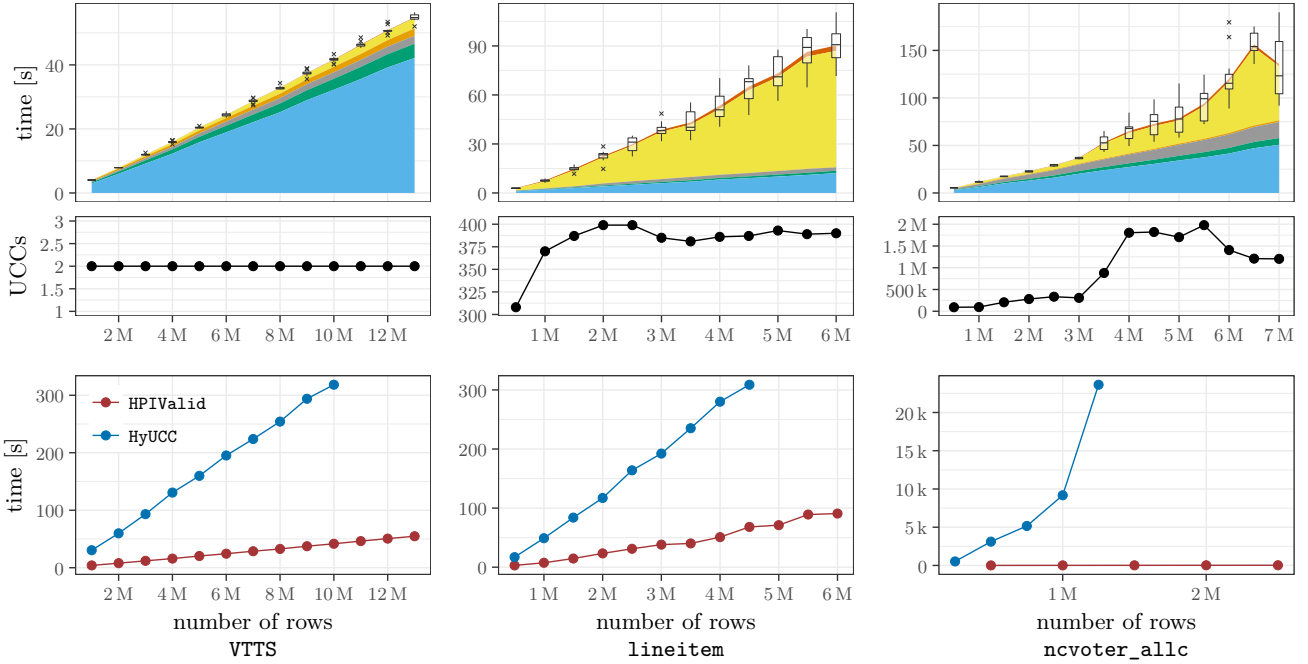 time [s]
0
20
40
0
30
60
90
0
50
100
150
UCCs
1
1.5
2
2.5
3
300
325
350
375
400
0
500 k
1 M
1.5 M
2 M
2 M
4 M
6 M
8 M
10 M
12 M
1 M
2 M
3 M
4 M
5 M
6 M
1 M
2 M
3 M
4 M
5 M
6 M
7 M
time [s]
0
100
200
300
HPIValid
HyUCC
0
100
200
300
0
5 k
10 k
15 k
20 k
2 M
4 M
6 M
8 M
10 M
12 M
1 M
2 M
3 M
4 M
5 M
6 M
1 M
2 M
number of rows
number of rows
number of rows
VTTS
lineitem
ncvoter_allc